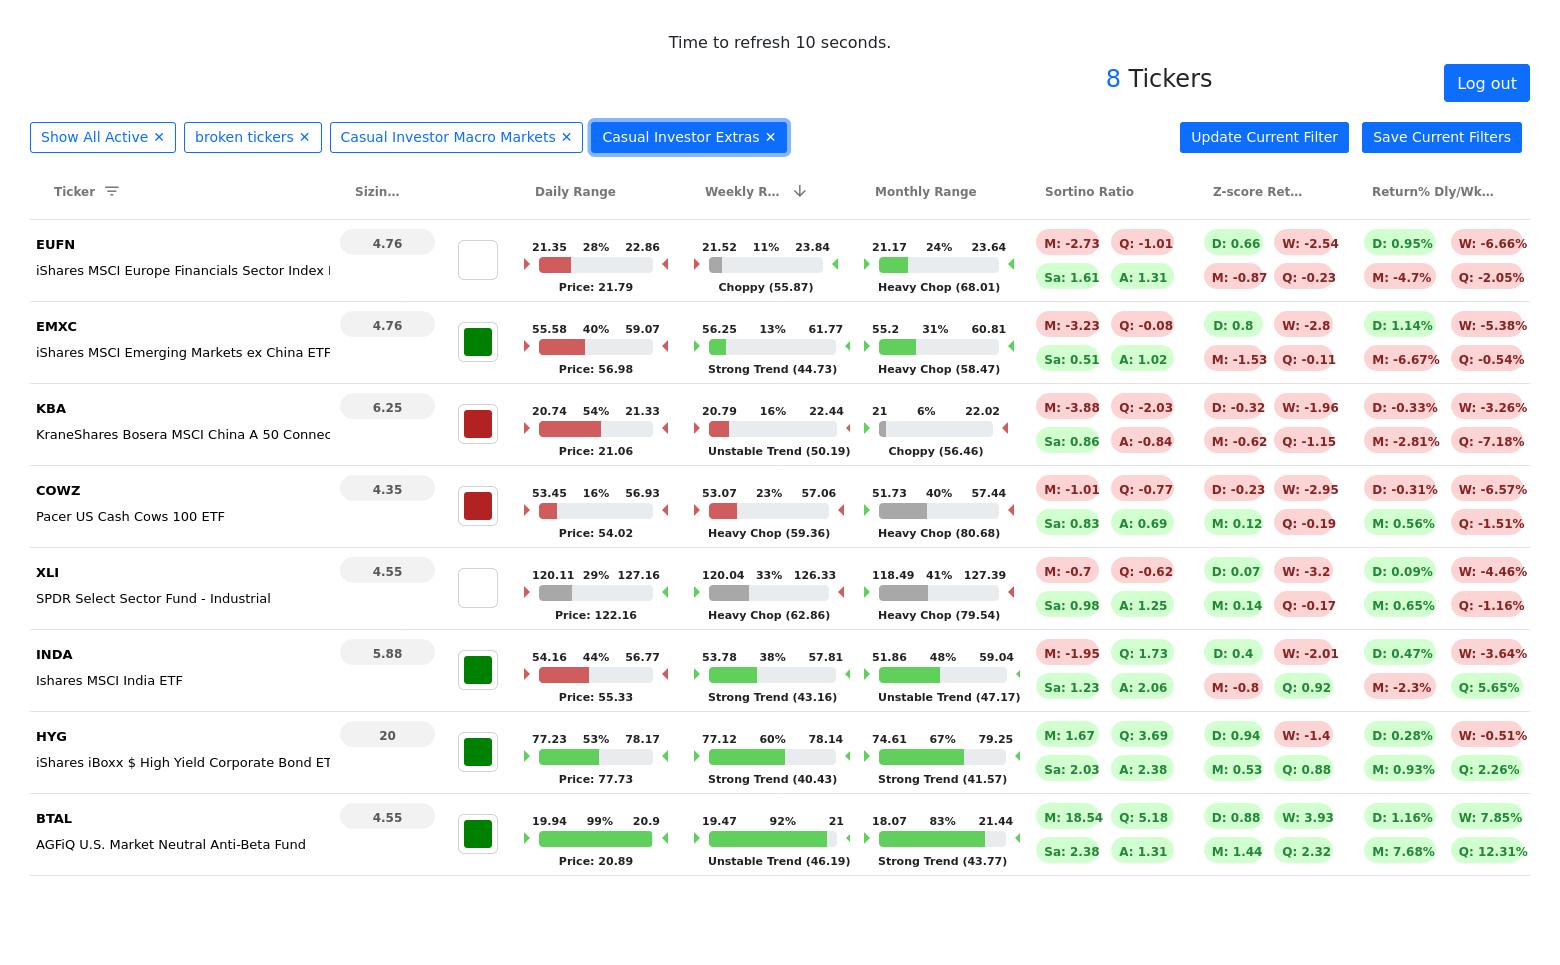 Time to refresh 10 seconds.
8 Tickers
Log out
Show All Active ✕ broken tickers ✕ Casual Investor Macro Markets ✕ Casual Investor Extras ✕ Update Current Filter Save Current Filters
Ticker Sizin... Daily Range Weekly R... Monthly Range Sortino Ratio Z-score Ret... Return% Dly/Wk...
EUFN 4.76 21.35 28% 22.86 21.52 11% 23.84 21.17 24% 23.64 M: -2.73 Q: -1.01 D: 0.66 W: -2.54 D: 0.95% W: -6.66%
iShares MSCI Europe Financials Sector Index Sa: 1.61 A: 1.31 M: -0.87 Q: -0.23 M: -4.7% Q: -2.05%
Price: 21.79 Choppy (55.87) Heavy Chop (68.01)
EMXC 4.76 55.58 40% 59.07 56.25 13% 61.77 55.2 31% 60.81 M: -3.23 Q: -0.08 D: 0.8 W: -2.8 D: 1.14% W: -5.38%
iShares MSCI Emerging Markets ex China ETF Sa: 0.51 A: 1.02 M: -1.53 Q: -0.11 M: -6.67% Q: -0.54%
Price: 56.98 Strong Trend (44.73) Heavy Chop (58.47)
KBA 6.25 20.74 54% 21.33 20.79 16% 22.44 21 6% 22.02 M: -3.88 Q: -2.03 D: -0.32 W: -1.96 D: -0.33% W: -3.26%
KraneShares Bosera MSCI China A 50 Connec Sa: 0.86 A: -0.84 M: -0.62 Q: -1.15 M: -2.81% Q: -7.18%
Price: 21.06 Unstable Trend (50.19) Choppy (56.46)
COWZ 4.35 53.45 16% 56.93 53.07 23% 57.06 51.73 40% 57.44 M: -1.01 Q: -0.77 D: -0.23 W: -2.95 D: -0.31% W: -6.57%
Pacer US Cash Cows 100 ETF Sa: 0.83 A: 0.69 M: 0.12 Q: -0.19 M: 0.56% Q: -1.51%
Price: 54.02 Heavy Chop (59.36) Heavy Chop (80.68)
XLI 4.55 120.11 29% 127.16 120.04 33% 126.33 118.49 41% 127.39 M: -0.7 Q: -0.62 D: 0.07 W: -3.2 D: 0.09% W: -4.46%
SPDR Select Sector Fund - Industrial Sa: 0.98 A: 1.25 M: 0.14 Q: -0.17 M: 0.65% Q: -1.16%
Price: 122.16 Heavy Chop (62.86) Heavy Chop (79.54)
INDA 5.88 54.16 44% 56.77 53.78 38% 57.81 51.86 48% 59.04 M: -1.95 Q: 1.73 D: 0.4 W: -2.01 D: 0.47% W: -3.64%
Ishares MSCI India ETF Sa: 1.23 A: 2.06 M: -0.8 Q: 0.92 M: -2.3% Q: 5.65%
Price: 55.33 Strong Trend (43.16) Unstable Trend (47.17)
HYG 20 77.23 53% 78.17 77.12 60% 78.14 74.61 67% 79.25 M: 1.67 Q: 3.69 D: 0.94 W: -1.4 D: 0.28% W: -0.51%
iShares iBoxx $ High Yield Corporate Bond ET Sa: 2.03 A: 2.38 M: 0.53 Q: 0.88 M: 0.93% Q: 2.26%
Price: 77.73 Strong Trend (40.43) Strong Trend (41.57)
BTAL 4.55 19.94 99% 20.9 19.47 92% 21 18.07 83% 21.44 M: 18.54 Q: 5.18 D: 0.88 W: 3.93 D: 1.16% W: 7.85%
AGFiQ U.S. Market Neutral Anti-Beta Fund Sa: 2.38 A: 1.31 M: 1.44 Q: 2.32 M: 7.68% Q: 12.31%
Price: 20.89 Unstable Trend (46.19) Strong Trend (43.77)